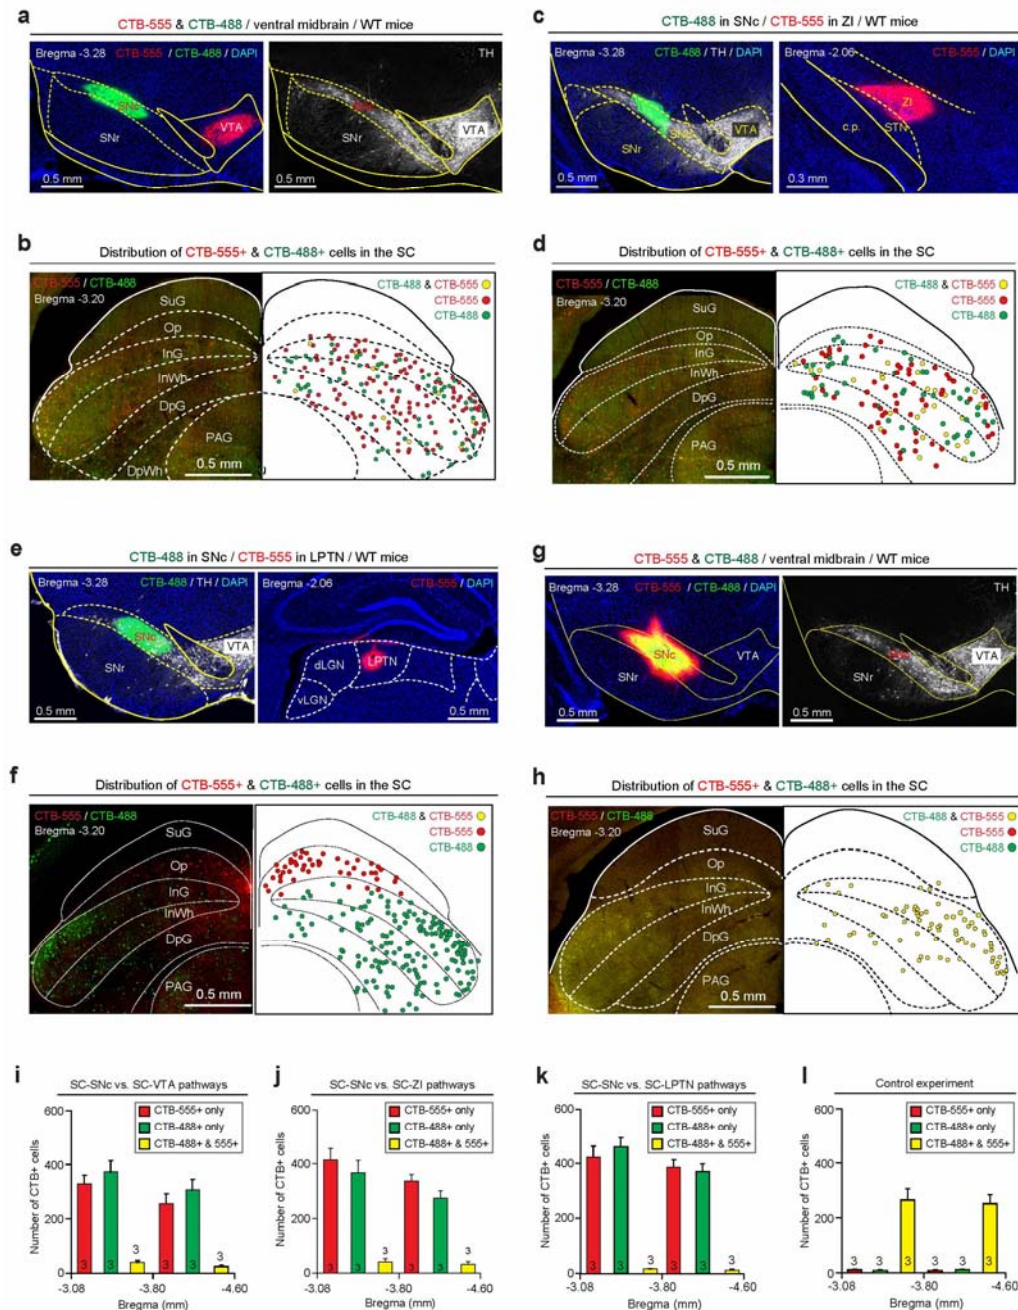 a
CTB-555 & CTB-488 / ventral midbrain / WT mice
Bregma -3.28 CTB-555 / CTB-488 / DAPI
SNc
SNr
VTA
0.5 mm
TH
SNr
VTA
0.5 mm
c
CTB-488 in SNc / CTB-555 in ZI / WT mice
Bregma -3.28 CTB-488 / TH / DAPI
SNr
VTA
0.5 mm
Bregma -2.06 CTB-555 / DAPI
ZI
c.p.
STN
0.3 mm
b
Distribution of CTB-555+ & CTB-488+ cells in the SC
CTB-555 / CTB-488
Bregma -3.20
SuG
Op
InG
InWh
DpG
PAG
DpWh
0.5 mm
CTB-488 & CTB-555
CTB-555
CTB-488
d
Distribution of CTB-555+ & CTB-488+ cells in the SC
CTB-555 / CTB-488
Bregma -3.20
SuG
Op
InG
InWh
DpG
PAG
0.5 mm
CTB-488 & CTB-555
CTB-555
CTB-488
e
CTB-488 in SNc / CTB-555 in LPTN / WT mice
Bregma -3.28 CTB-488 / TH / DAPI
SNc
SNr
VTA
0.5 mm
Bregma -2.06 CTB-555 / DAPI
dLGN
LPTN
vLGN
0.5 mm
g
CTB-555 & CTB-488 / ventral midbrain / WT mice
Bregma -3.28 CTB-555 / CTB-488 / DAPI
SNc
SNr
VTA
0.5 mm
TH
SNr
VTA
0.5 mm
f
Distribution of CTB-555+ & CTB-488+ cells in the SC
CTB-555 / CTB-488
Bregma -3.20
SuG
Op
InG
InWh
DpG
PAG
0.5 mm
CTB-488 & CTB-555
CTB-555
CTB-488
h
Distribution of CTB-555+ & CTB-488+ cells in the SC
CTB-555 / CTB-488
Bregma -3.20
SuG
Op
InG
InWh
DpG
PAG
0.5 mm
CTB-488 & CTB-555
CTB-555
CTB-488
i
SC-SNc vs. SC-VTA pathways
Number of CTB+ cells
600
400
200
0
CTB-555+ only
CTB-488+ only
CTB-488+ & 555+
3 3 3 3 3 3
-3.08 -3.80 -4.60
Bregma (mm)
j
SC-SNc vs. SC-ZI pathways
Number of CTB+ cells
600
400
200
0
CTB-555+ only
CTB-488+ only
CTB-488+ & 555+
3 3 3 3 3 3
-3.08 -3.80 -4.60
Bregma (mm)
k
SC-SNc vs. SC-LPTN pathways
Number of CTB+ cells
600
400
200
0
CTB-555+ only
CTB-488+ only
CTB-488+ & 555+
3 3 3 3 3 3
-3.08 -3.80 -4.60
Bregma (mm)
l
Control experiment
Number of CTB+ cells
600
400
200
0
CTB-555+ only
CTB-488+ only
CTB-488+ & 555+
3 3 3 3 3 3
-3.08 -3.80 -4.60
Bregma (mm)